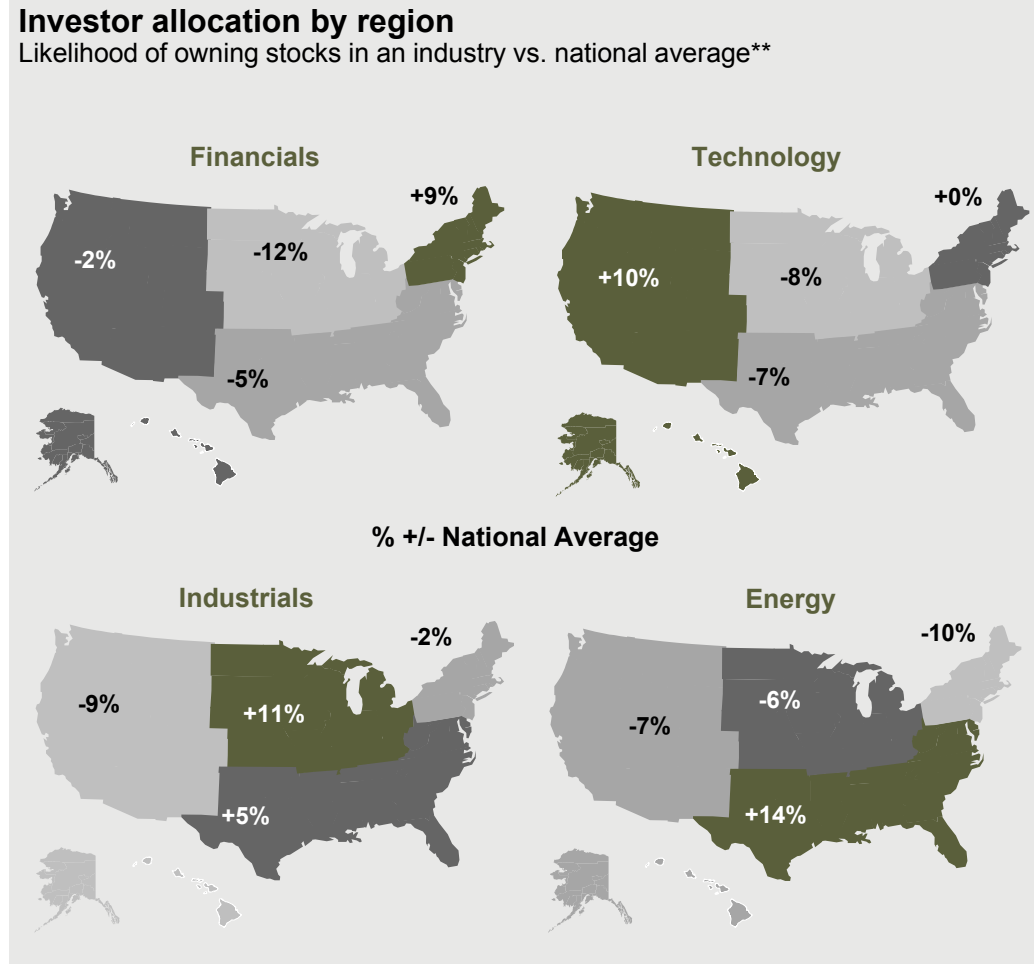 Investor allocation by region
Likelihood of owning stocks in an industry vs. national average**
Financials
+9%
-2%
-12%
-5%
Technology
+0%
+10%
-8%
-7%
% +/- National Average
Industrials
-2%
-9%
+11%
+5%
Energy
-10%
-6%
-7%
+14%